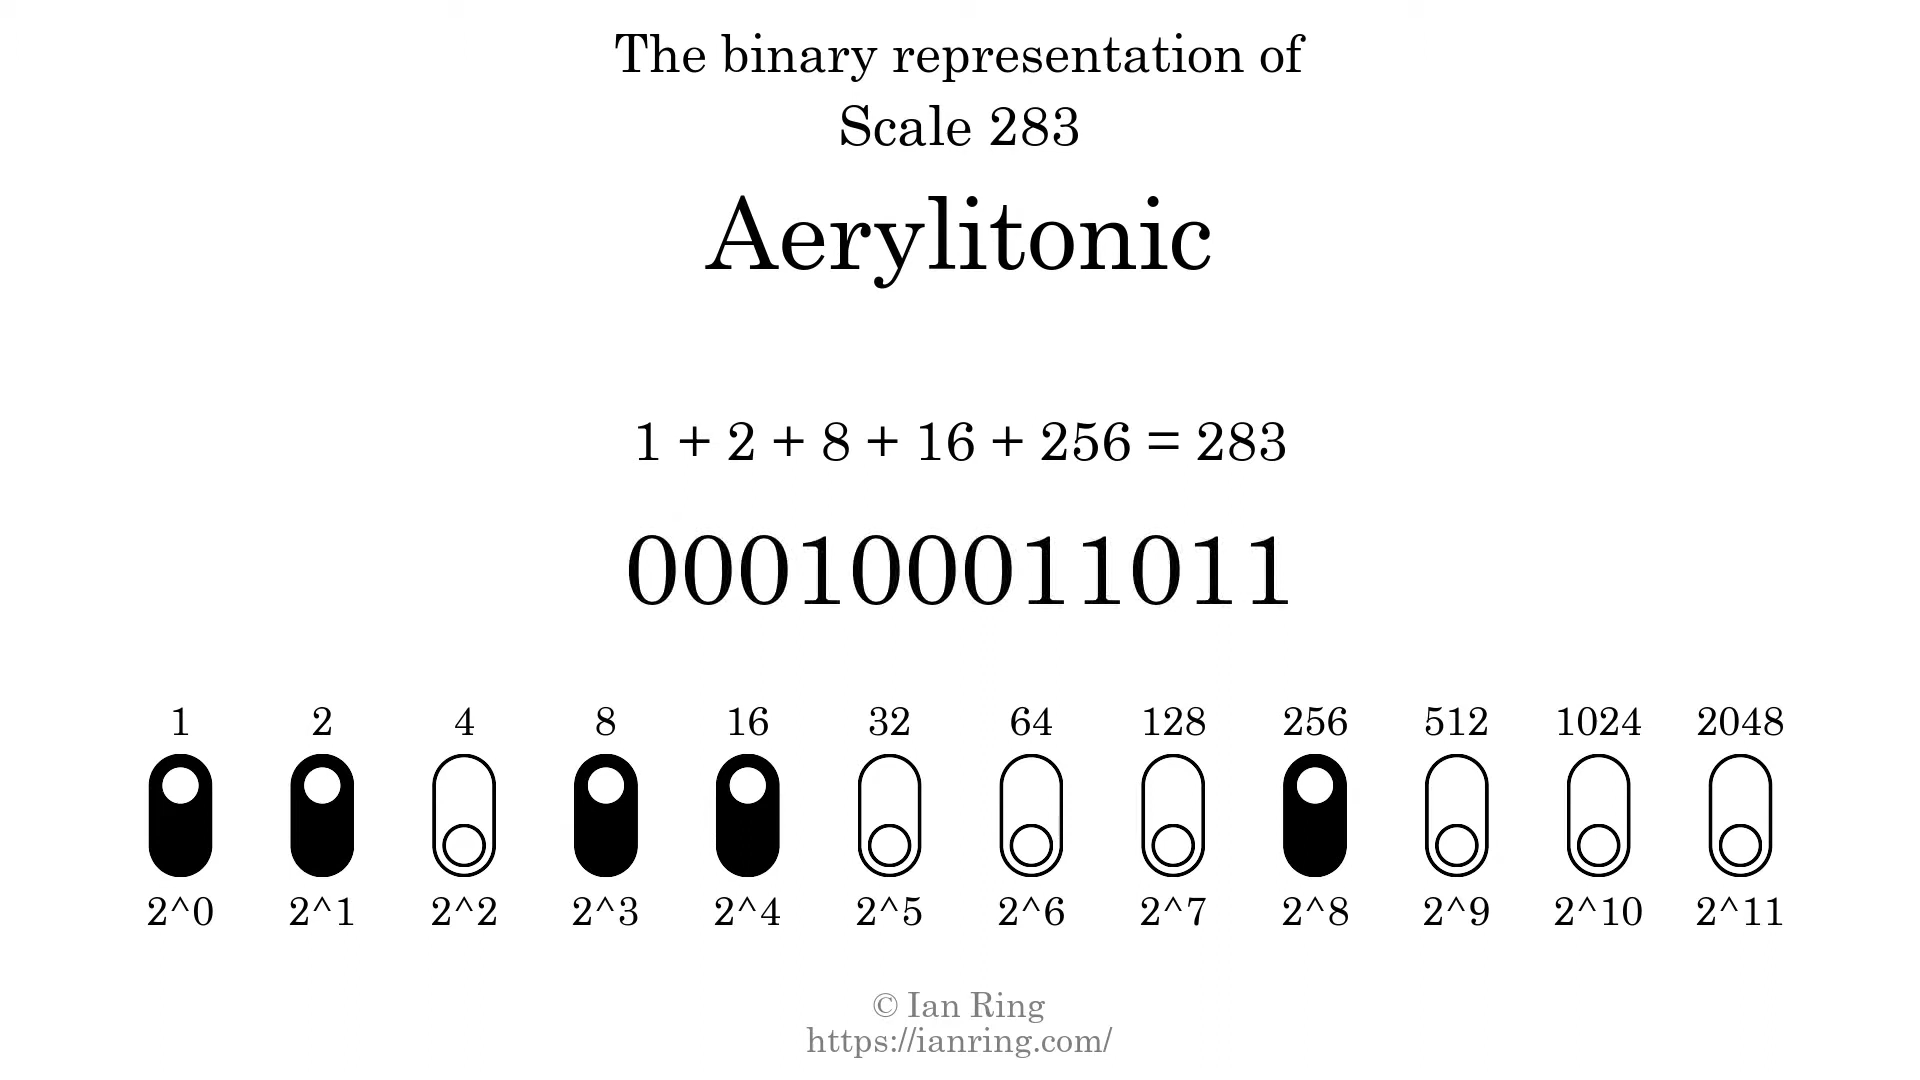 The binary representation of
Scale 283
Aerylitonic
1 + 2 + 8 + 16 + 256 = 283
000100011011
1 2 4 8 16 32 64 128 256 512 1024 2048
2^0 2^1 2^2 2^3 2^4 2^5 2^6 2^7 2^8 2^9 2^10 2^11
© Ian Ring
https://ianring.com/